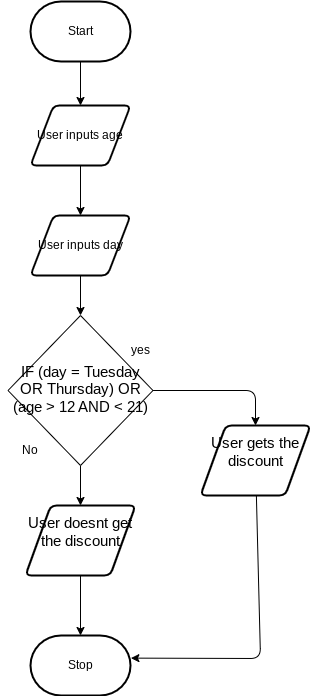 Start
User inputs age
User inputs day
yes
IF (day = Tuesday
OR Thursday) OR
(age > 12 AND < 21)
No
User gets the
discount
User doesnt get
the discount
Stop